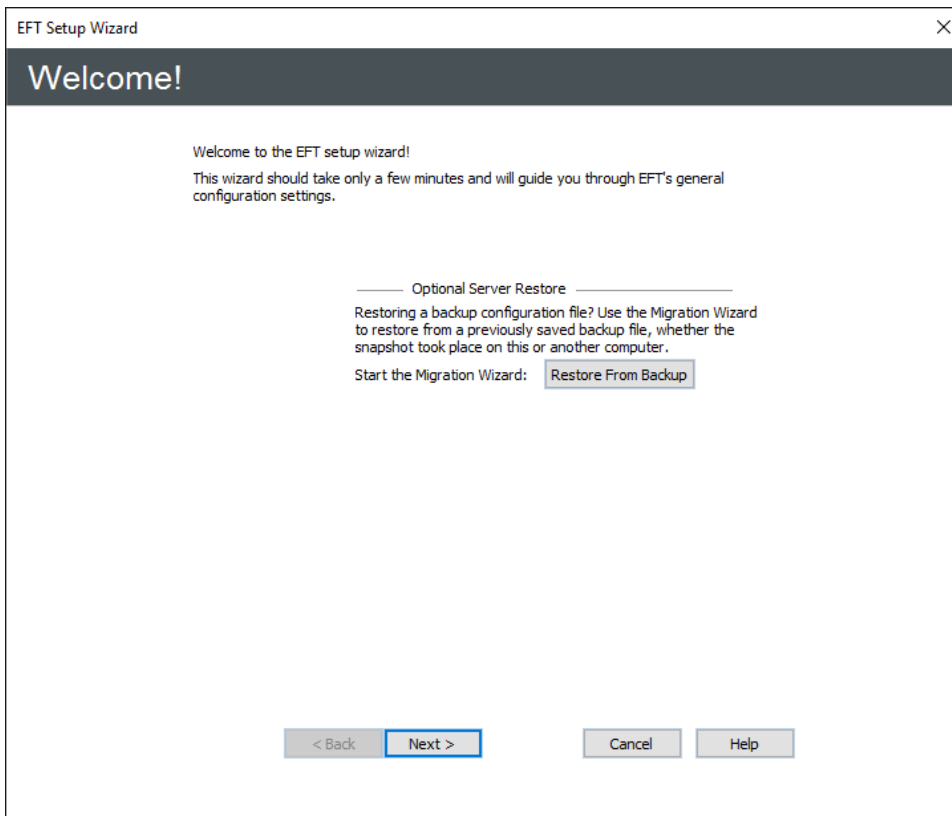 EFT Setup Wizard
Welcome!
Welcome to the EFT setup wizard!
This wizard should take only a few minutes and will guide you through EFT's general
configuration settings.
Optional Server Restore
Restoring a backup configuration file? Use the Migration Wizard
to restore from a previously saved backup file, whether the
snapshot took place on this or another computer.
Start the Migration Wizard: Restore From Backup
< Back Next > Cancel Help